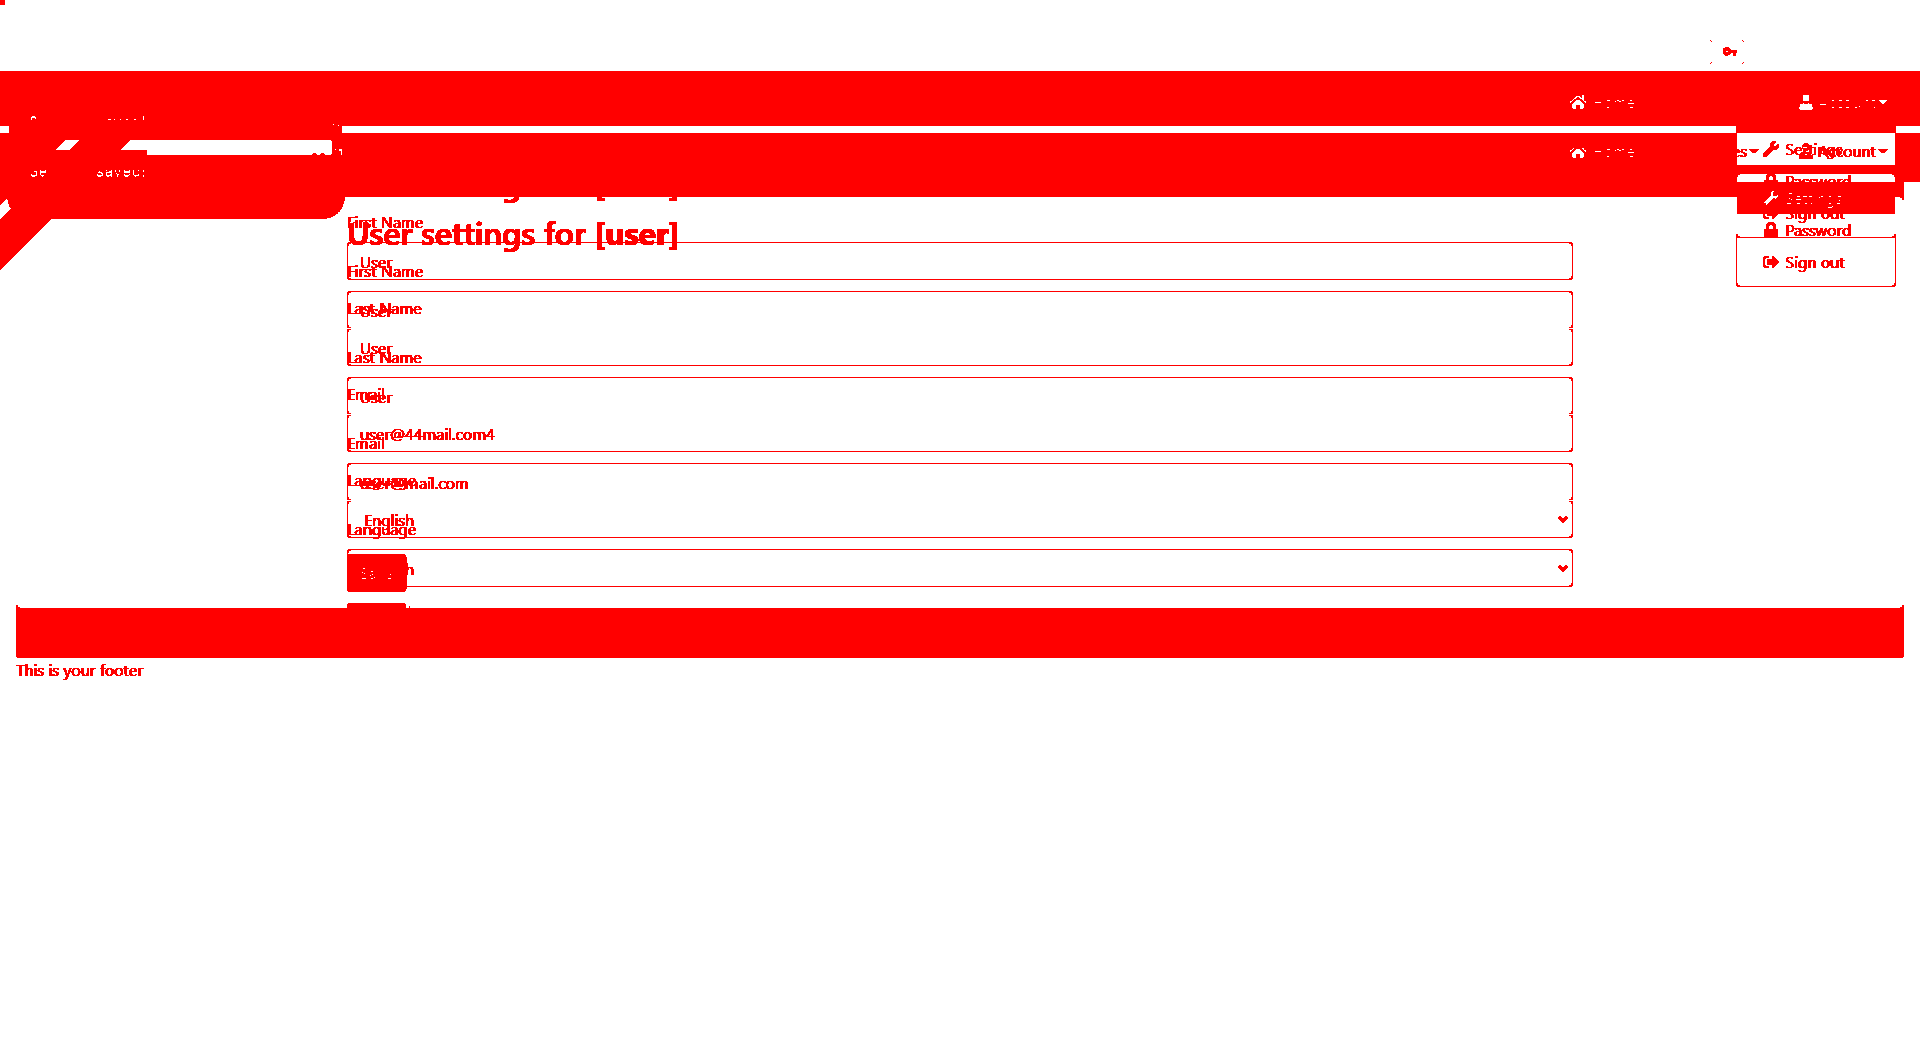 Home Account
Home es Account
Settings
Password
Settings
Sign out
saved!
User settings for [user]
Password
Sign out
First Name
User
First Name
Last Name
User
User
Last Name
Email
User
user@44mail.com4
Email
Language
mail.com
English
Language
This is your footer